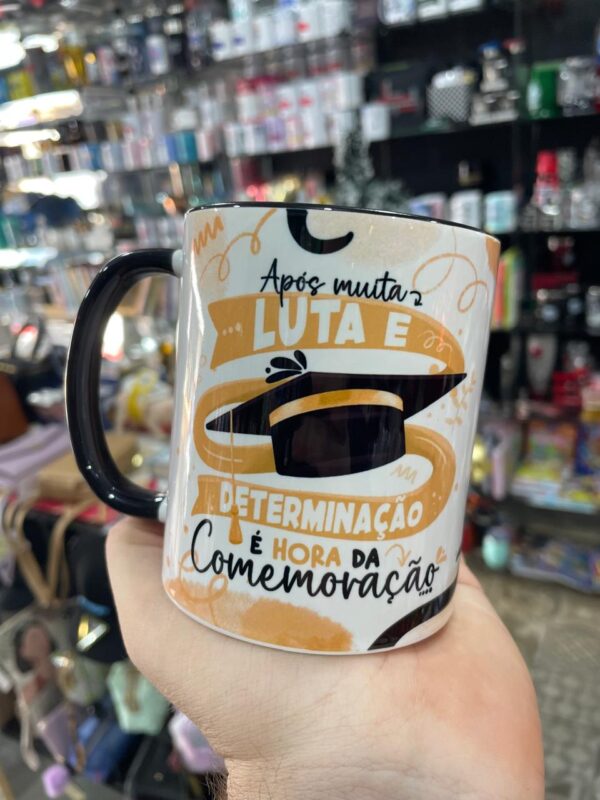 Após muita
LUTA E
DETERMINAÇÃO
É HORA DA
Comemoração